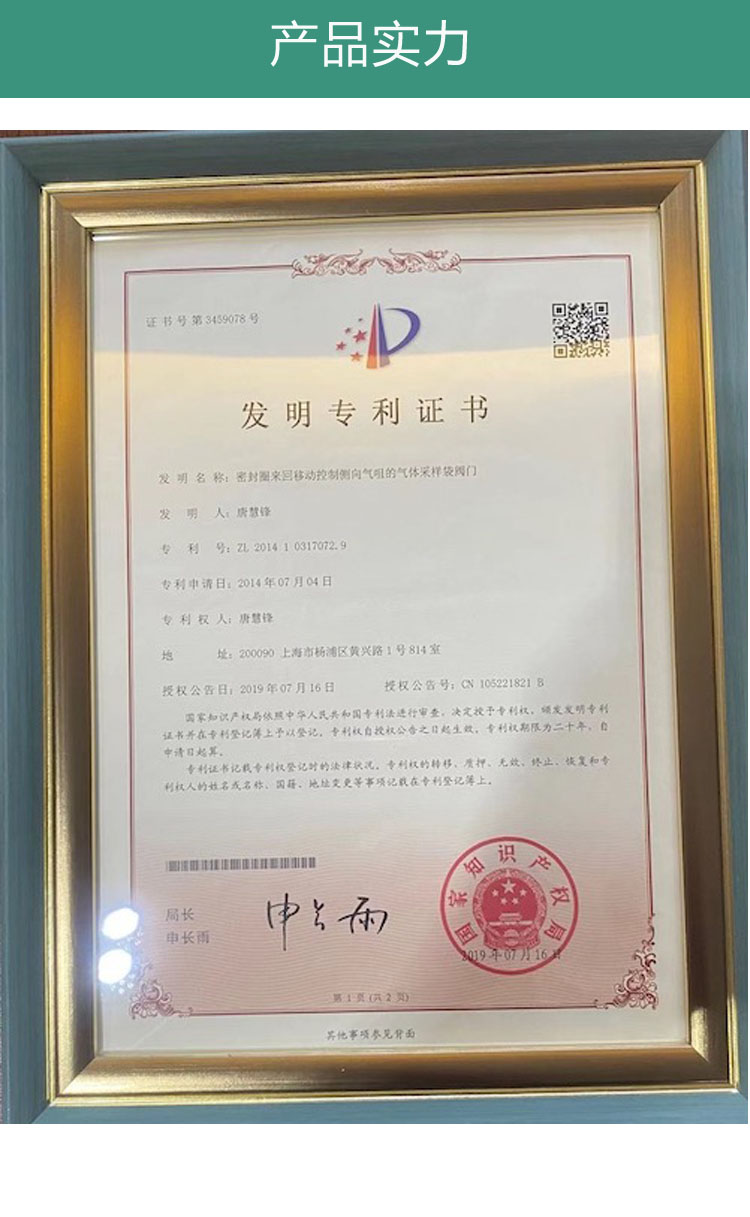 产品实力
证书号第3459078号
发明专利证书
发明名称：密封圈来回移动控制侧向气咀的气体采样袋阀门
发明人：唐慧锋
专利号：ZL 2014 1 0317072.9
专利申请日：2014年07月04日
专利权人：唐慧锋
地址：200090 上海市杨浦区黄兴路1号814室
授权公告日：2019年07月16日 授权公告号：CN 105221821 B
国家知识产权局依照中华人民共和国专利法进行审查，决定授予专利权，颁发发明专利
证书并在专利登记簿上予以登记。专利权自授权公告之日起生效。专利权期限为二十年，自
申请日起算。
专利证书记载专利权登记时的法律状况。专利权的转移、质押、无效、终止、恢复和专
利权人的姓名或名称、国籍、地址变更等事项记载在专利登记簿上。
局长
申长雨
申长雨
国家知识产权局
2019年07月16日
第1页(共2页)
其他事项参见背面